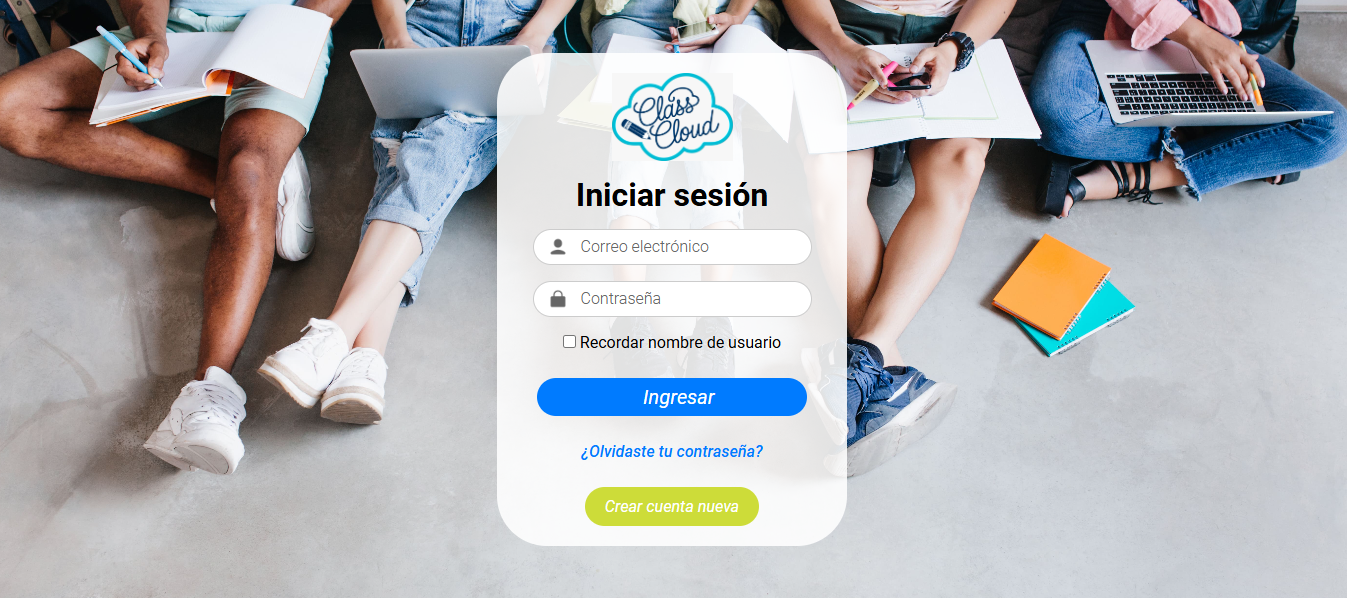 Class
Cloud
Iniciar sesión
Correo electrónico
Contraseña
Recordar nombre de usuario
Ingresar
¿Olvidaste tu contraseña?
Crear cuenta nueva